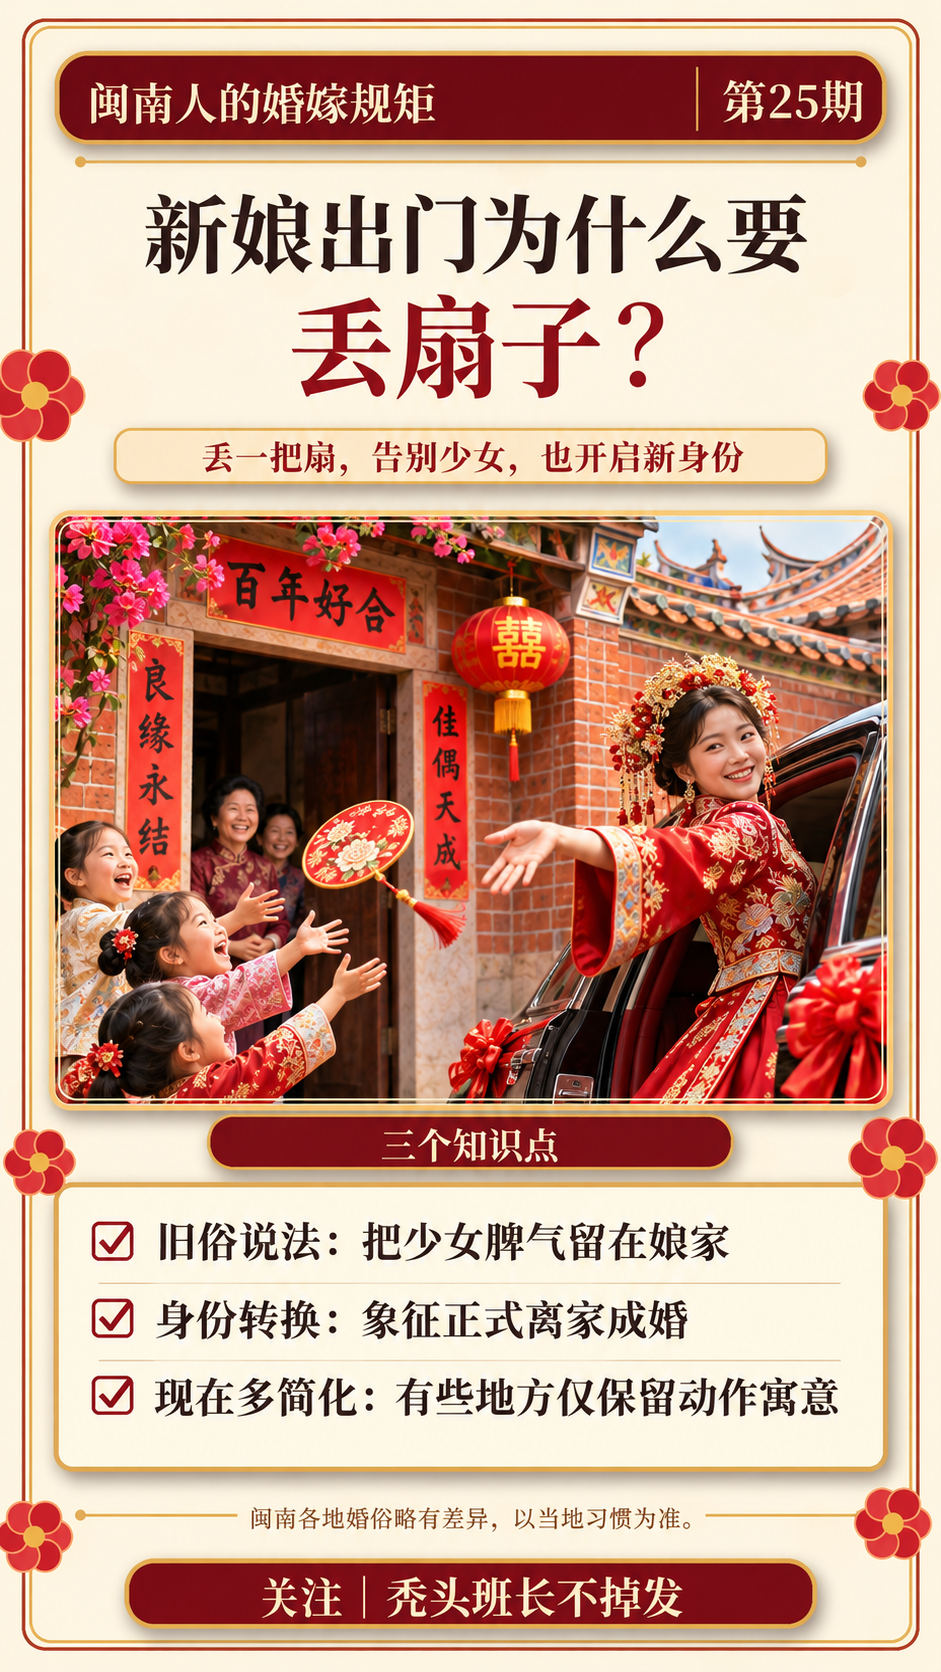 闽南人的婚嫁规矩
第25期
新娘出门为什么要
丢扇子？
丢一把扇，告别少女，也开启新身份
百年好合
良缘永结
佳偶天成
囍
三个知识点
旧俗说法：把少女脾气留在娘家
身份转换：象征正式离家成婚
现在多简化：有些地方仅保留动作寓意
闽南各地婚俗略有差异，以当地习惯为准。
关注｜秃头班长不掉发